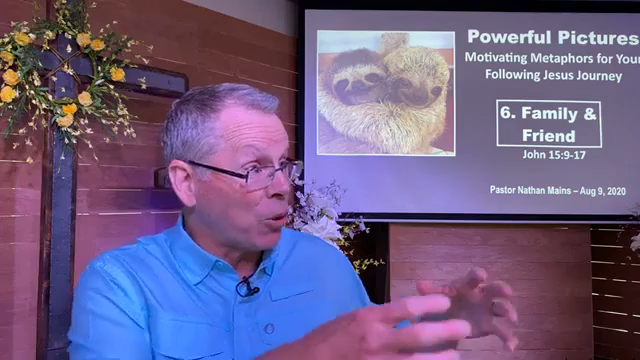 Powerful Pictures
Motivating Metaphors for Your
Following Jesus Journey
6. Family &
Friend
John 15:9-17
Pastor Nathan Mains – Aug 9, 2020